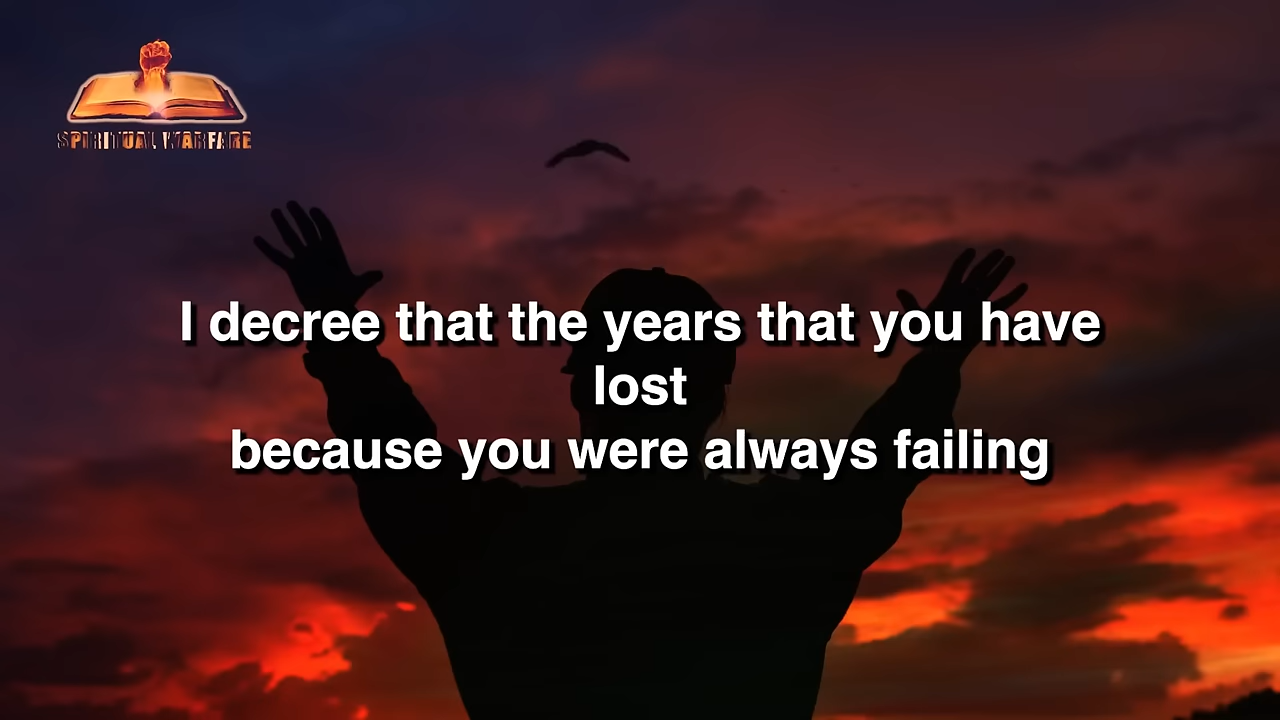 SPIRITUAL WARFARE
I decree that the years that you have
lost
because you were always failing